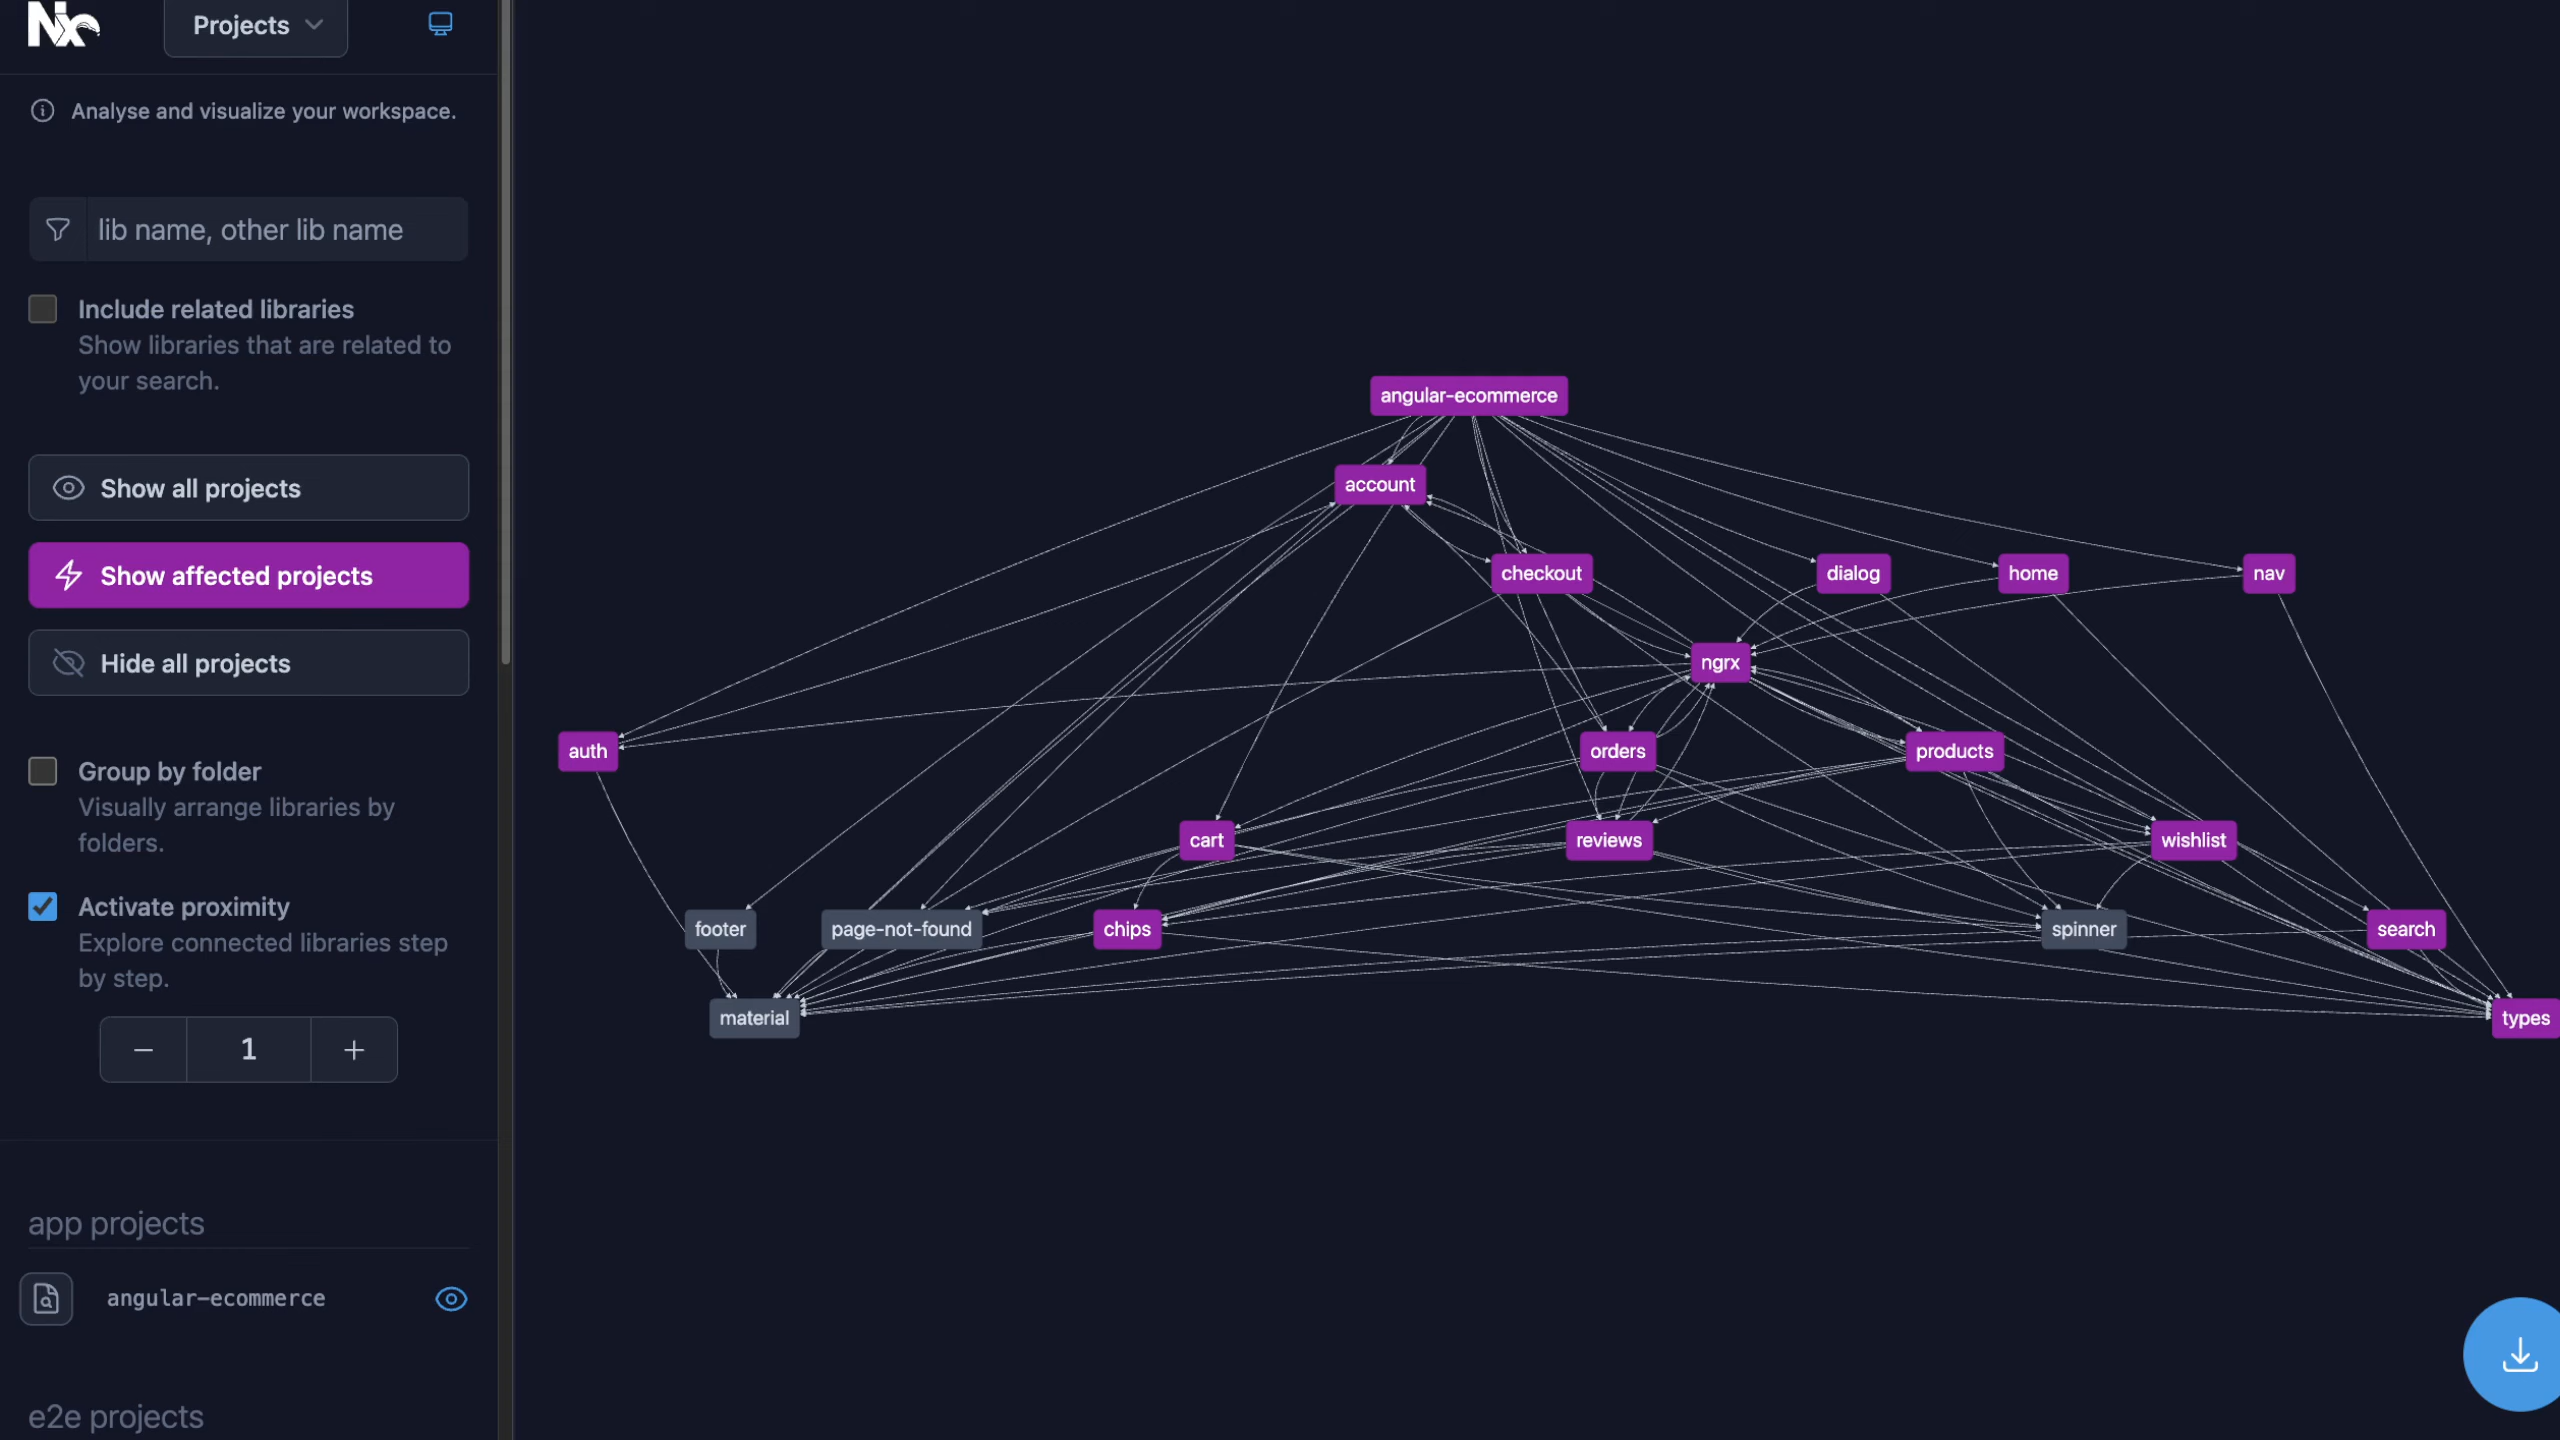 Nx
Projects
Analyse and visualize your workspace.
lib name, other lib name
Include related libraries
Show libraries that are related to
your search.
Show all projects
Show affected projects
Hide all projects
Group by folder
Visually arrange libraries by
folders.
Activate proximity
Explore connected libraries step
by step.
1
app projects
angular-ecommerce
e2e projects
angular-ecommerce
account
checkout
dialog
home
nav
ngrx
auth
orders
products
cart
reviews
wishlist
footer
page-not-found
chips
spinner
search
material
types